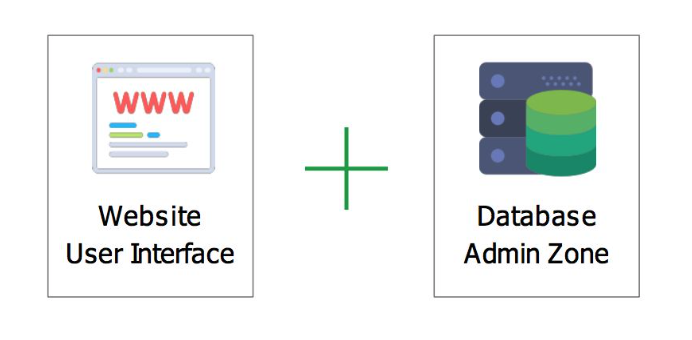 WWW
Website
User Interface
Database
Admin Zone